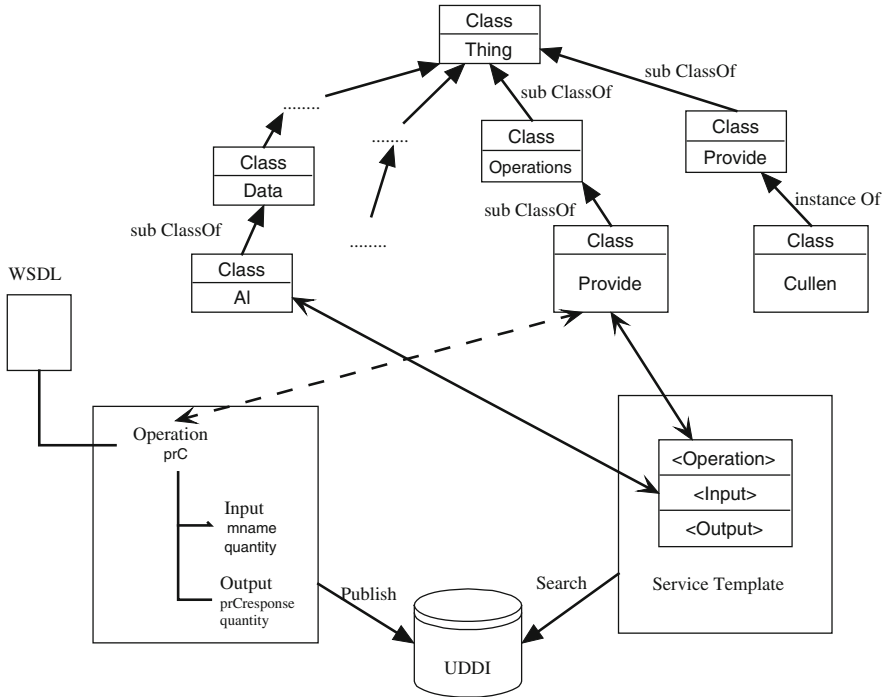 Class
Thing
sub ClassOf
sub ClassOf
........
........
Class
Data
Class
Operations
Class
Provide
sub ClassOf
sub ClassOf
instance Of
........
Class
Al
Class
Provide
Class
Cullen
WSDL
Operation
prC
Input
mname
quantity
Output
prCresponse
quantity
<Operation>
<Input>
<Output>
Service Template
Publish
Search
UDDI